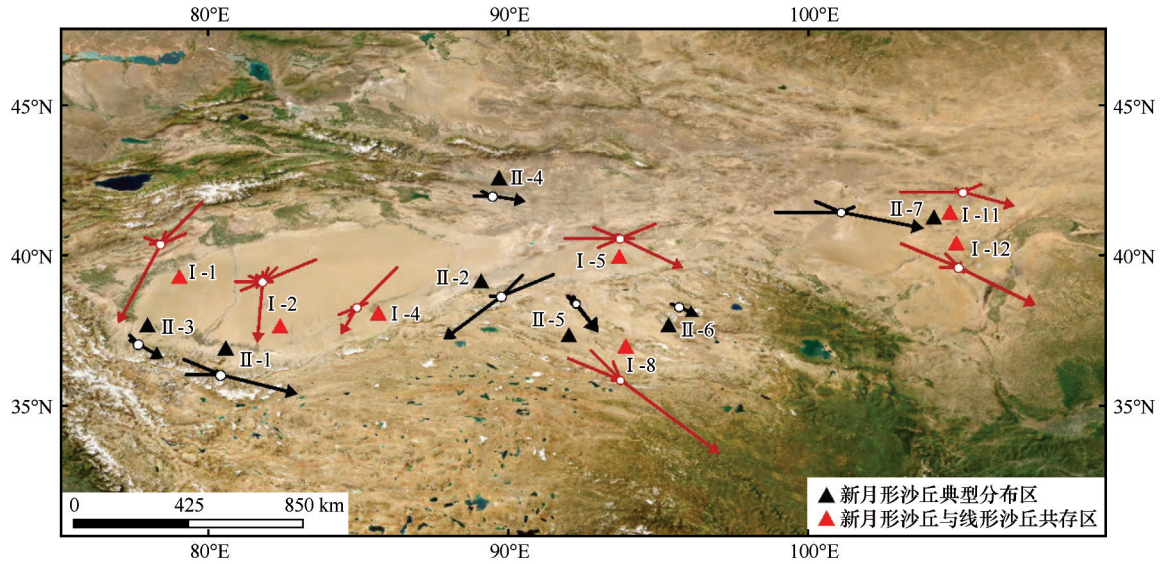 80°E 90°E 100°E
45°N 45°N
II-4
II-7 I-11
40°N I-5 I-12 40°N
I-1 I-2 II-2
I-4
II-3 II-5 II-6
II-1 I-8
35°N 35°N
0 425 850 km
新月形沙丘典型分布区
新月形沙丘与线形沙丘共存区
80°E 90°E 100°E